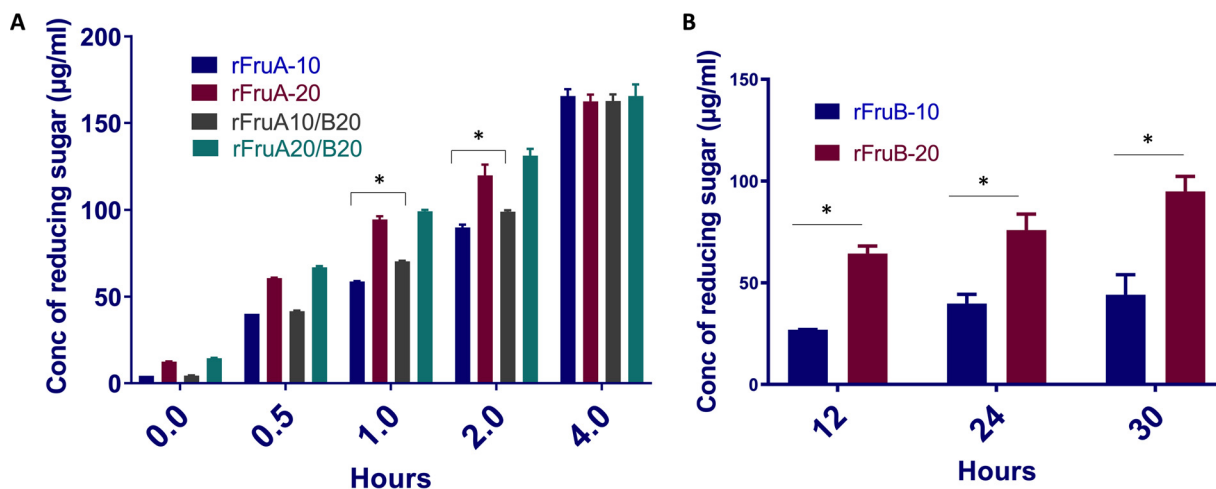 A
Conc of reducing sugar (µg/ml)
200
150
100
50
0
rFruA-10
rFruA-20
rFruA10/B20
rFruA20/B20
*
*
0.0
0.5
1.0
2.0
4.0
Hours
B
Conc of reducing sugar (µg/ml)
150
100
50
0
rFruB-10
rFruB-20
*
*
*
12
24
30
Hours